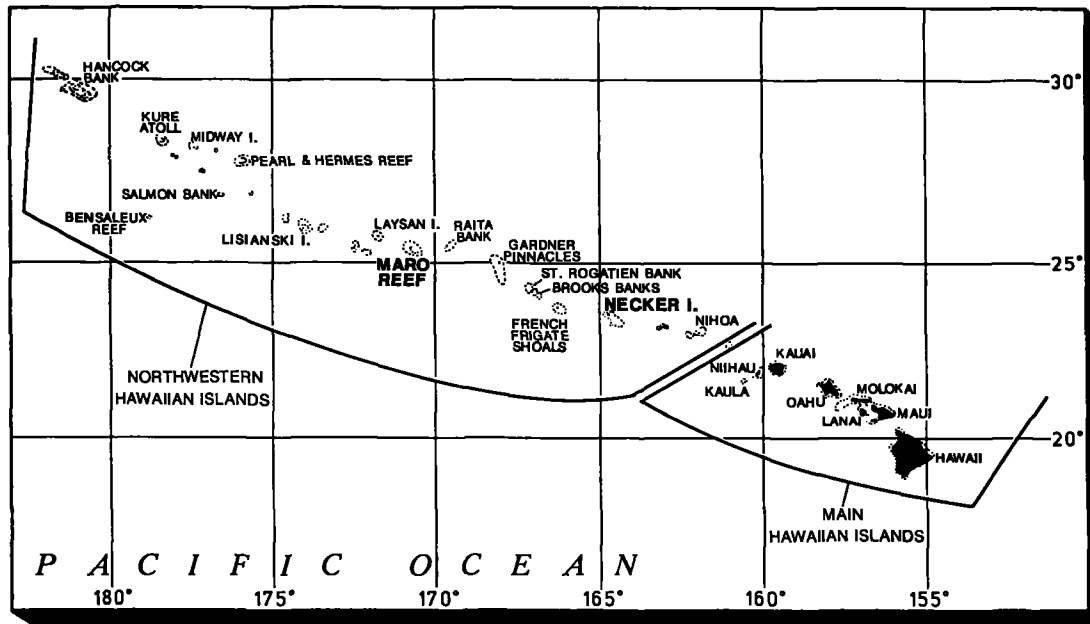 HANCOCK
BANK
30°
KURE
ATOLL
MIDWAY I.
PEARL & HERMES REEF
SALMON BANK
BENSALEUX
REEF
LISIANSKI I.
LAYSAN I.
RAITA
BANK
MARO
REEF
GARDNER
PINNACLES
25°
ST. ROGATIEN BANK
BROOKS BANKS
NECKER I.
FRENCH
FRIGATE
SHOALS
NIHOA
NIIHAU
KAUAI
KAULA
OAHU
MOLOKAI
LANAI
MAUI
20°
HAWAII
NORTHWESTERN
HAWAIIAN ISLANDS
MAIN
HAWAIIAN ISLANDS
PACIFIC OCEAN
180°
175°
170°
165°
160°
155°